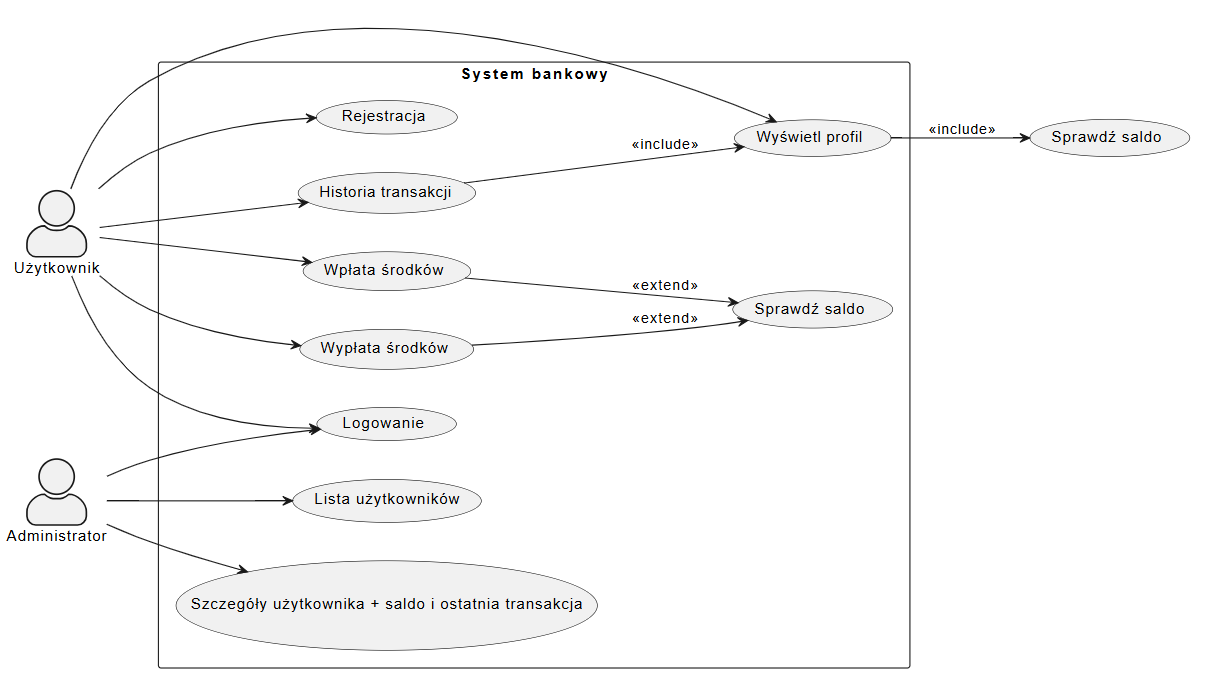 System bankowy
Rejestracja
Wyświetl profil
«include»
Sprawdź saldo
«include»
Historia transakcji
Użytkownik
Wpłata środków
«extend»
Sprawdź saldo
«extend»
Wypłata środków
Logowanie
Lista użytkowników
Administrator
Szczegóły użytkownika + saldo i ostatnia transakcja